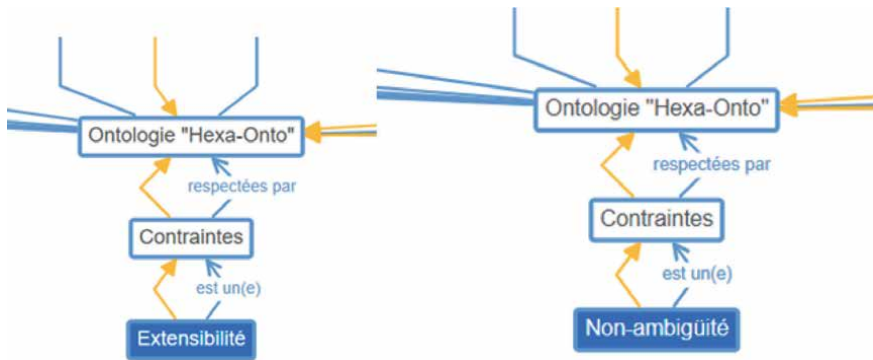 Ontologie "Hexa-Onto"
respectées par
Contraintes
est un(e)
Extensibilité
Ontologie "Hexa-Onto"
respectées par
Contraintes
est un(e)
Non-ambigüité